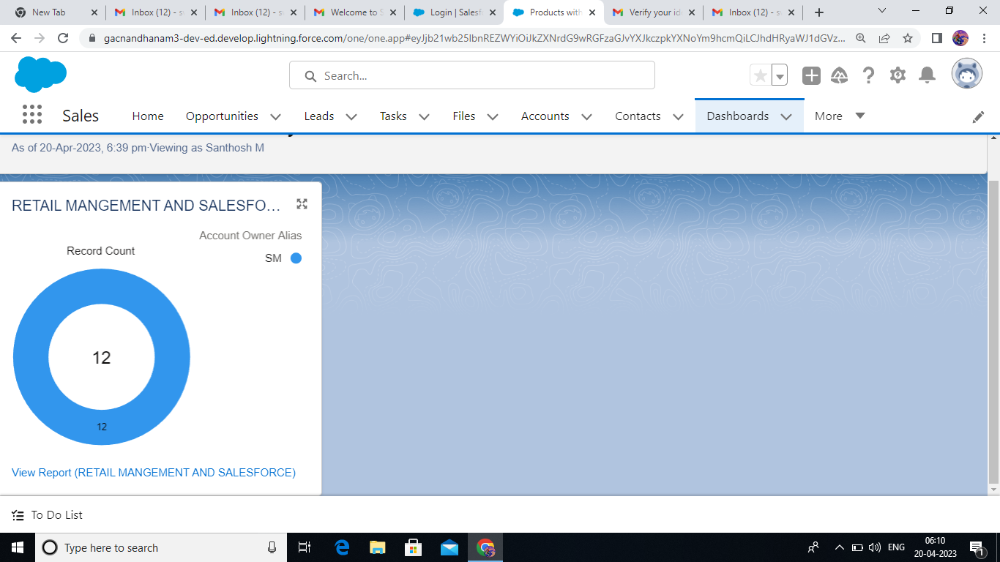 New Tab
Inbox (12) - s
Inbox (12) - s
Welcome to S
Login | Salesf
Products with
Verify your id
Inbox (12) - s
gacnandhanam3-dev-ed.develop.lightning.force.com/one/one.app#eyJjb21wb25lbnREZWYiOiJkZXNrdG9wRGFzaGJvYXJkczpkYXNoYm9hcmQiLCJhdHRyaWJ1dGVz...
Search...
Sales
Home
Opportunities
Leads
Tasks
Files
Accounts
Contacts
Dashboards
More
As of 20-Apr-2023, 6:39 pm·Viewing as Santhosh M
RETAIL MANGEMENT AND SALESFO...
Account Owner Alias
Record Count
SM
12
12
View Report (RETAIL MANGEMENT AND SALESFORCE)
To Do List
Type here to search
ENG
06:10
20-04-2023
1